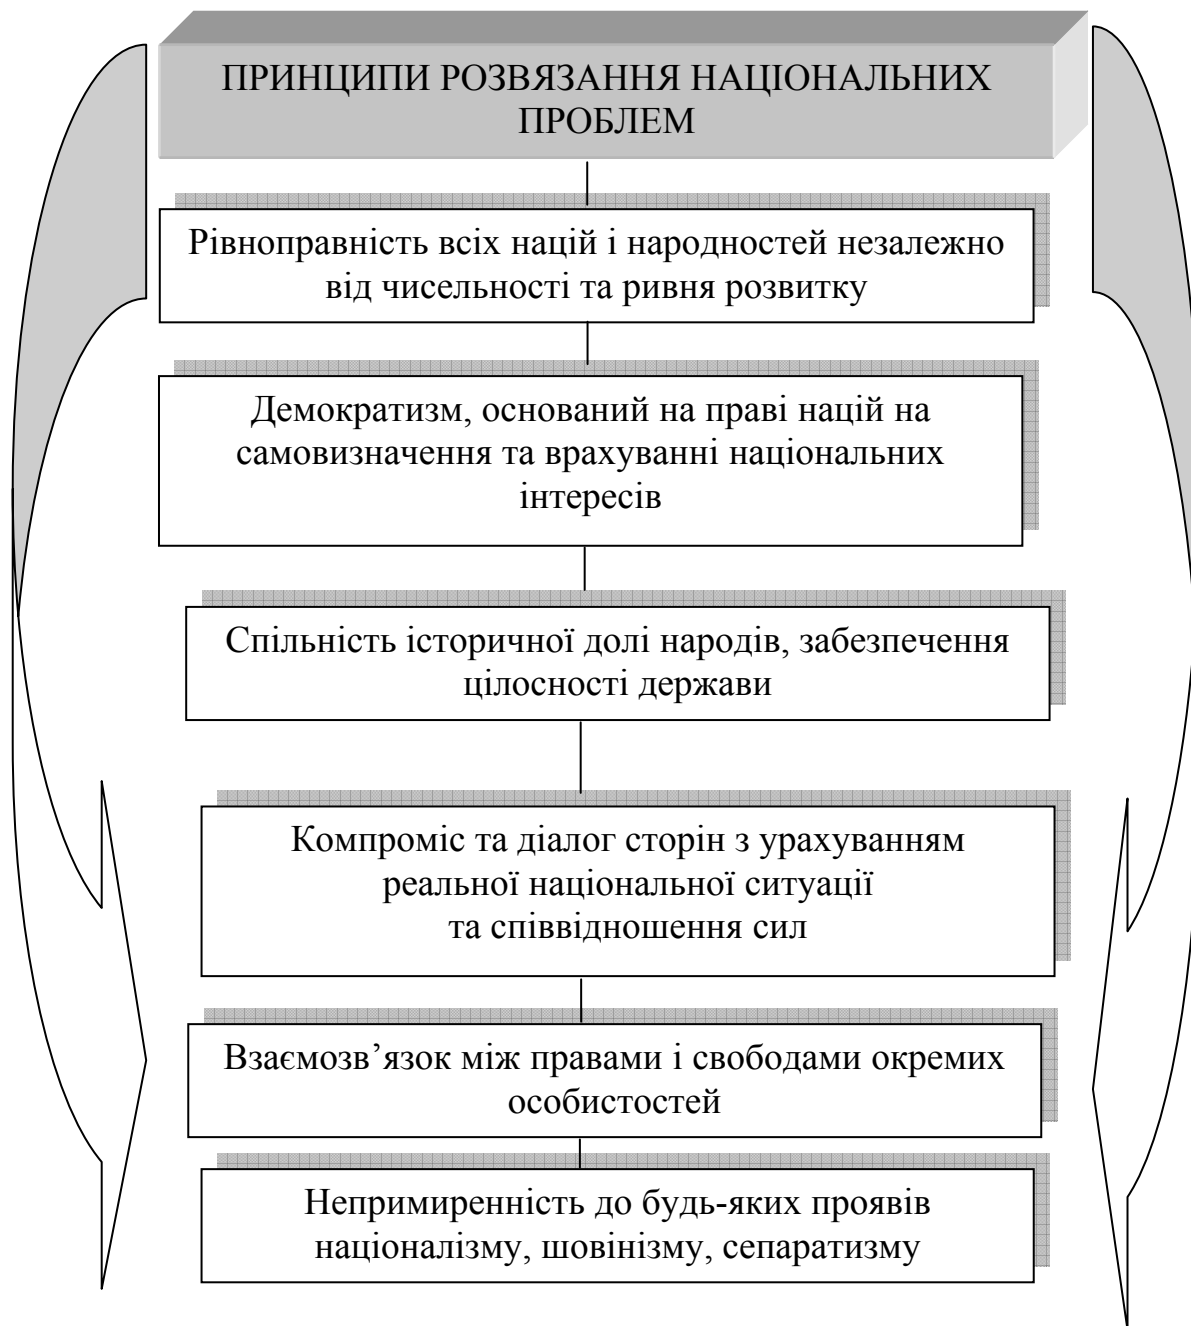 ПРИНЦИПИ РОЗВЯЗАННЯ НАЦІОНАЛЬНИХ
ПРОБЛЕМ
Рівноправність всіх націй і народностей незалежно
від чисельності та ривня розвитку
Демократизм, оснований на праві націй на
самовизначення та врахуванні національних
інтересів
Спільність історичної долі народів, забезпечення
цілосності держави
Компроміс та діалог сторін з урахуванням
реальної національної ситуації
та співвідношення сил
Взаємозв’язок між правами і свободами окремих
особистостей
Непримиренність до будь-яких проявів
націоналізму, шовінізму, сепаратизму